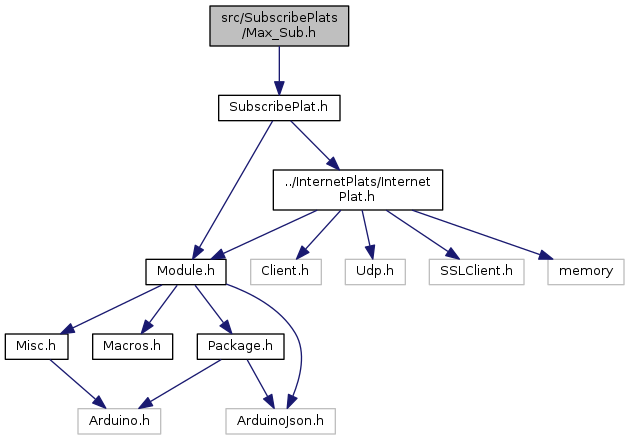 src/SubscribePlats
/Max_Sub.h
SubscribePlat.h
../InternetPlats/Internet
Plat.h
Module.h
Client.h
Udp.h
SSLClient.h
memory
Misc.h
Macros.h
Package.h
Arduino.h
ArduinoJson.h